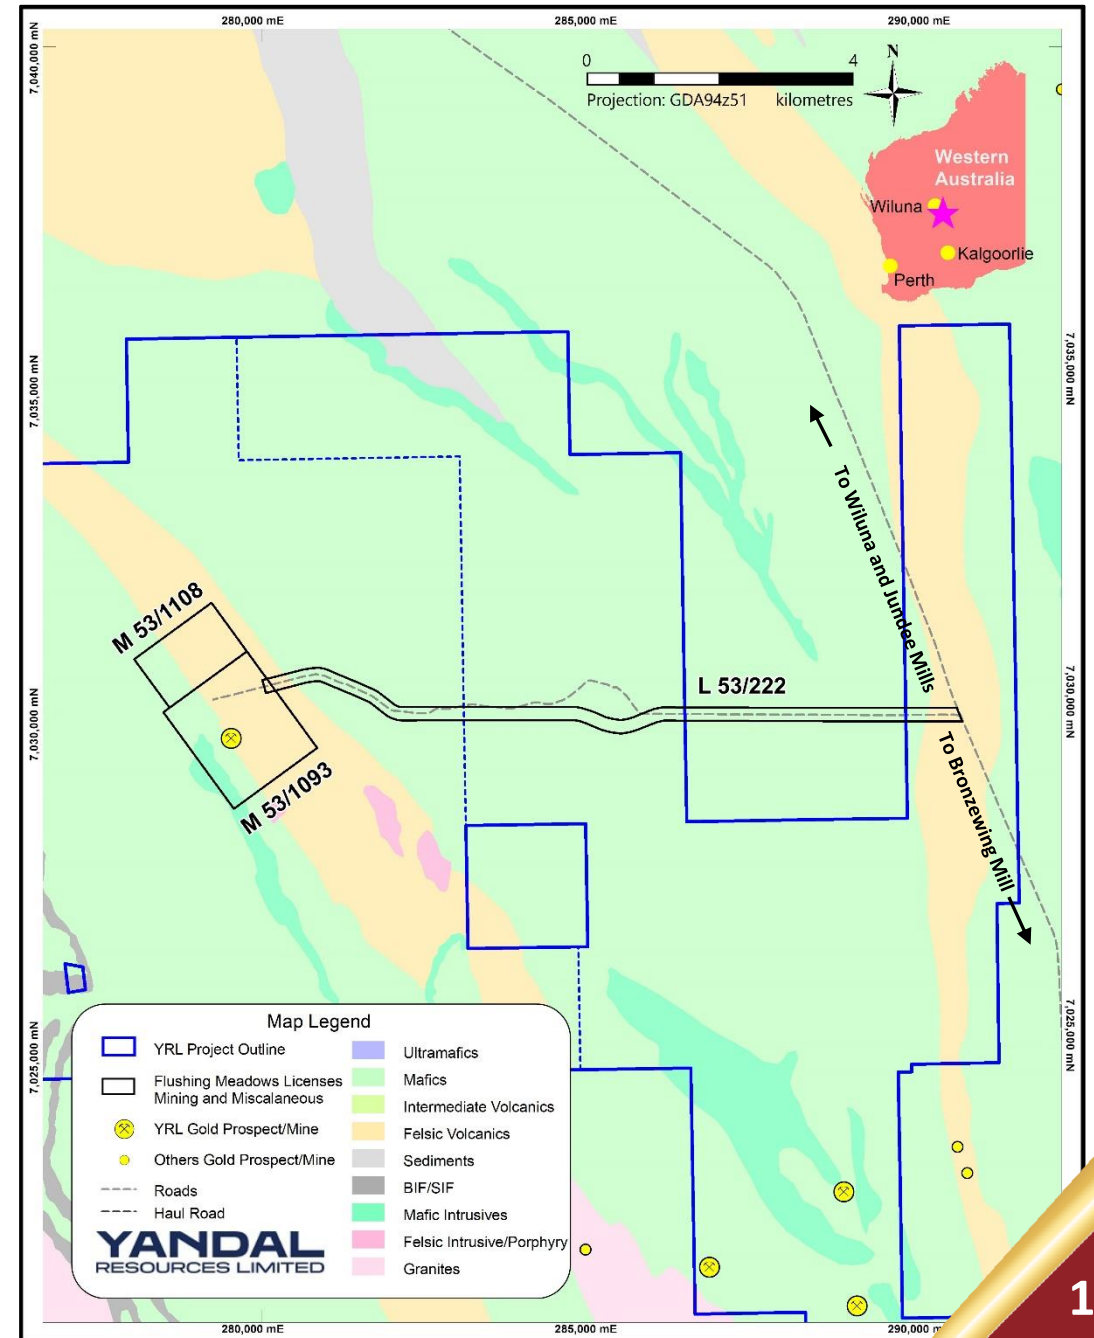 280,000 mE
285,000 mE
290,000 mE
7,040,000 mN
0
4
N
Projection: GDA94z51 kilometres
Western
Australia
Wiluna
Kalgoorlie
Perth
7,035,000 mN
7,035,000 mN
To Wiluna and Jundee Mills
M 53/1108
L 53/222
7,030,000 mN
7,030,000 mN
M 53/1093
To Bronzewing Mill
7,025,000 mN
7,025,000 mN
Map Legend
YRL Project Outline
Flushing Meadows Licenses
Mining and Miscalaneous
YRL Gold Prospect/Mine
Others Gold Prospect/Mine
Roads
Haul Road
YANDAL
RESOURCES LIMITED
Ultramafics
Mafics
Intermediate Volcanics
Felsic Volcanics
Sediments
BIF/SIF
Mafic Intrusives
Felsic Intrusive/Porphyry
Granites
280,000 mE
285,000 mE
290,000 mE
1